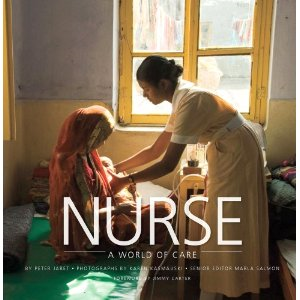 NURSE
A WORLD OF CARE
BY PETER JARET • PHOTOGRAPHS BY KAREN KASMAUSKI • SENIOR EDITOR MARLA SALMON
FOREWORD BY JIMMY CARTER